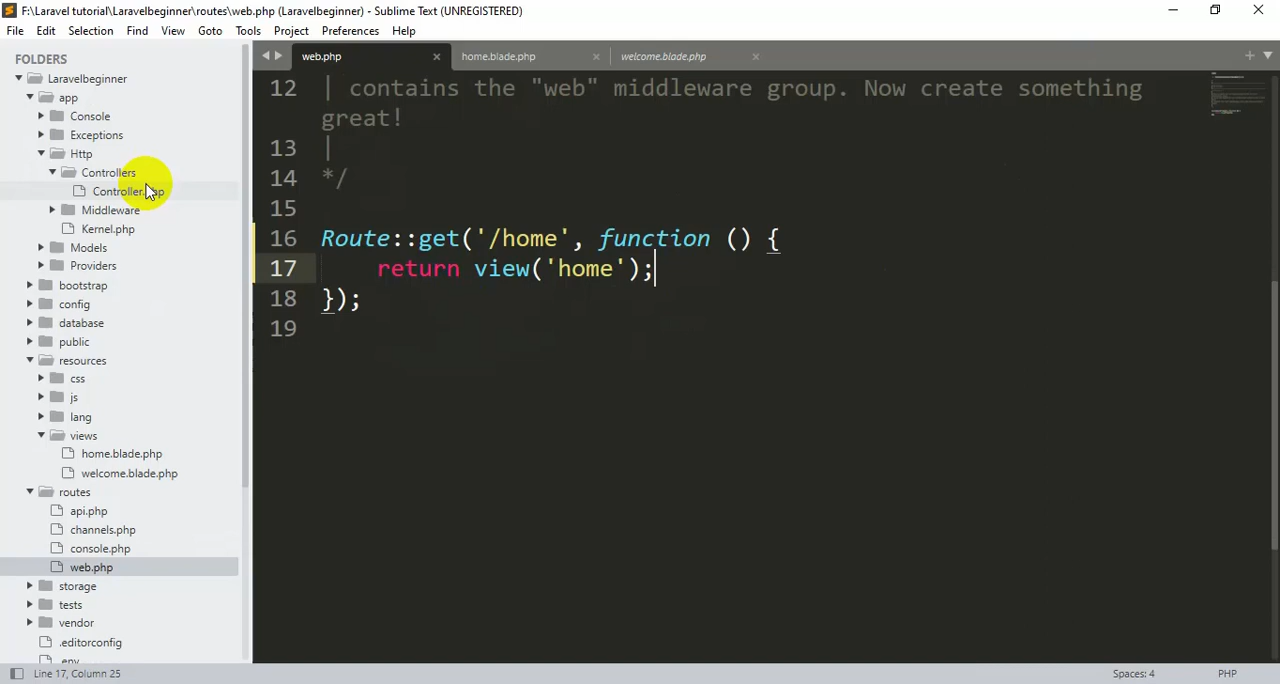 F:\Laravel tutorial\Laravelbeginner\routes\web.php (Laravelbeginner) - Sublime Text (UNREGISTERED)
File Edit Selection Find View Goto Tools Project Preferences Help
FOLDERS
Laravelbeginner
app
Console
Exceptions
Http
Controllers
Controller.php
Middleware
Kernel.php
Models
Providers
bootstrap
config
database
public
resources
css
js
lang
views
home.blade.php
welcome.blade.php
routes
api.php
channels.php
console.php
web.php
storage
tests
vendor
.editorconfig
.env
web.php home.blade.php welcome.blade.php
12 | contains the "web" middleware group. Now create something
great!
13 |
14 */
15
16 Route::get('/home', function () {
17 return view('home');
18 });
19
Line 17, Column 25 Spaces: 4 PHP